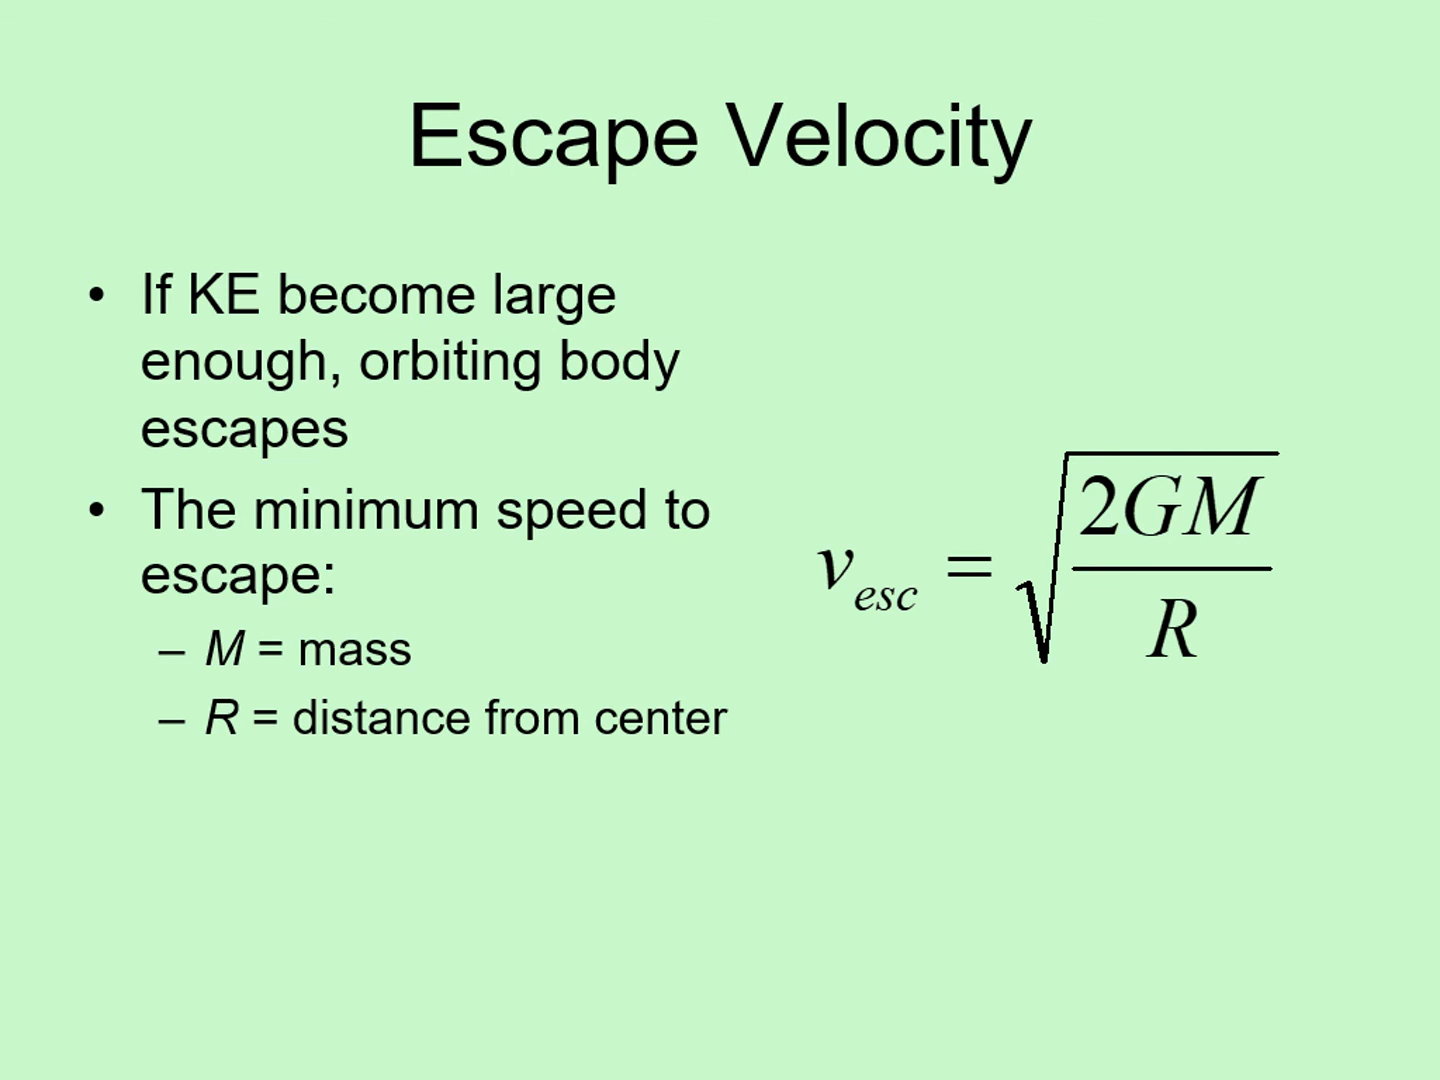 Escape Velocity
• If KE become large
enough, orbiting body
escapes
• The minimum speed to
escape:
– M = mass
– R = distance from center
v_esc = √(2GM / R)